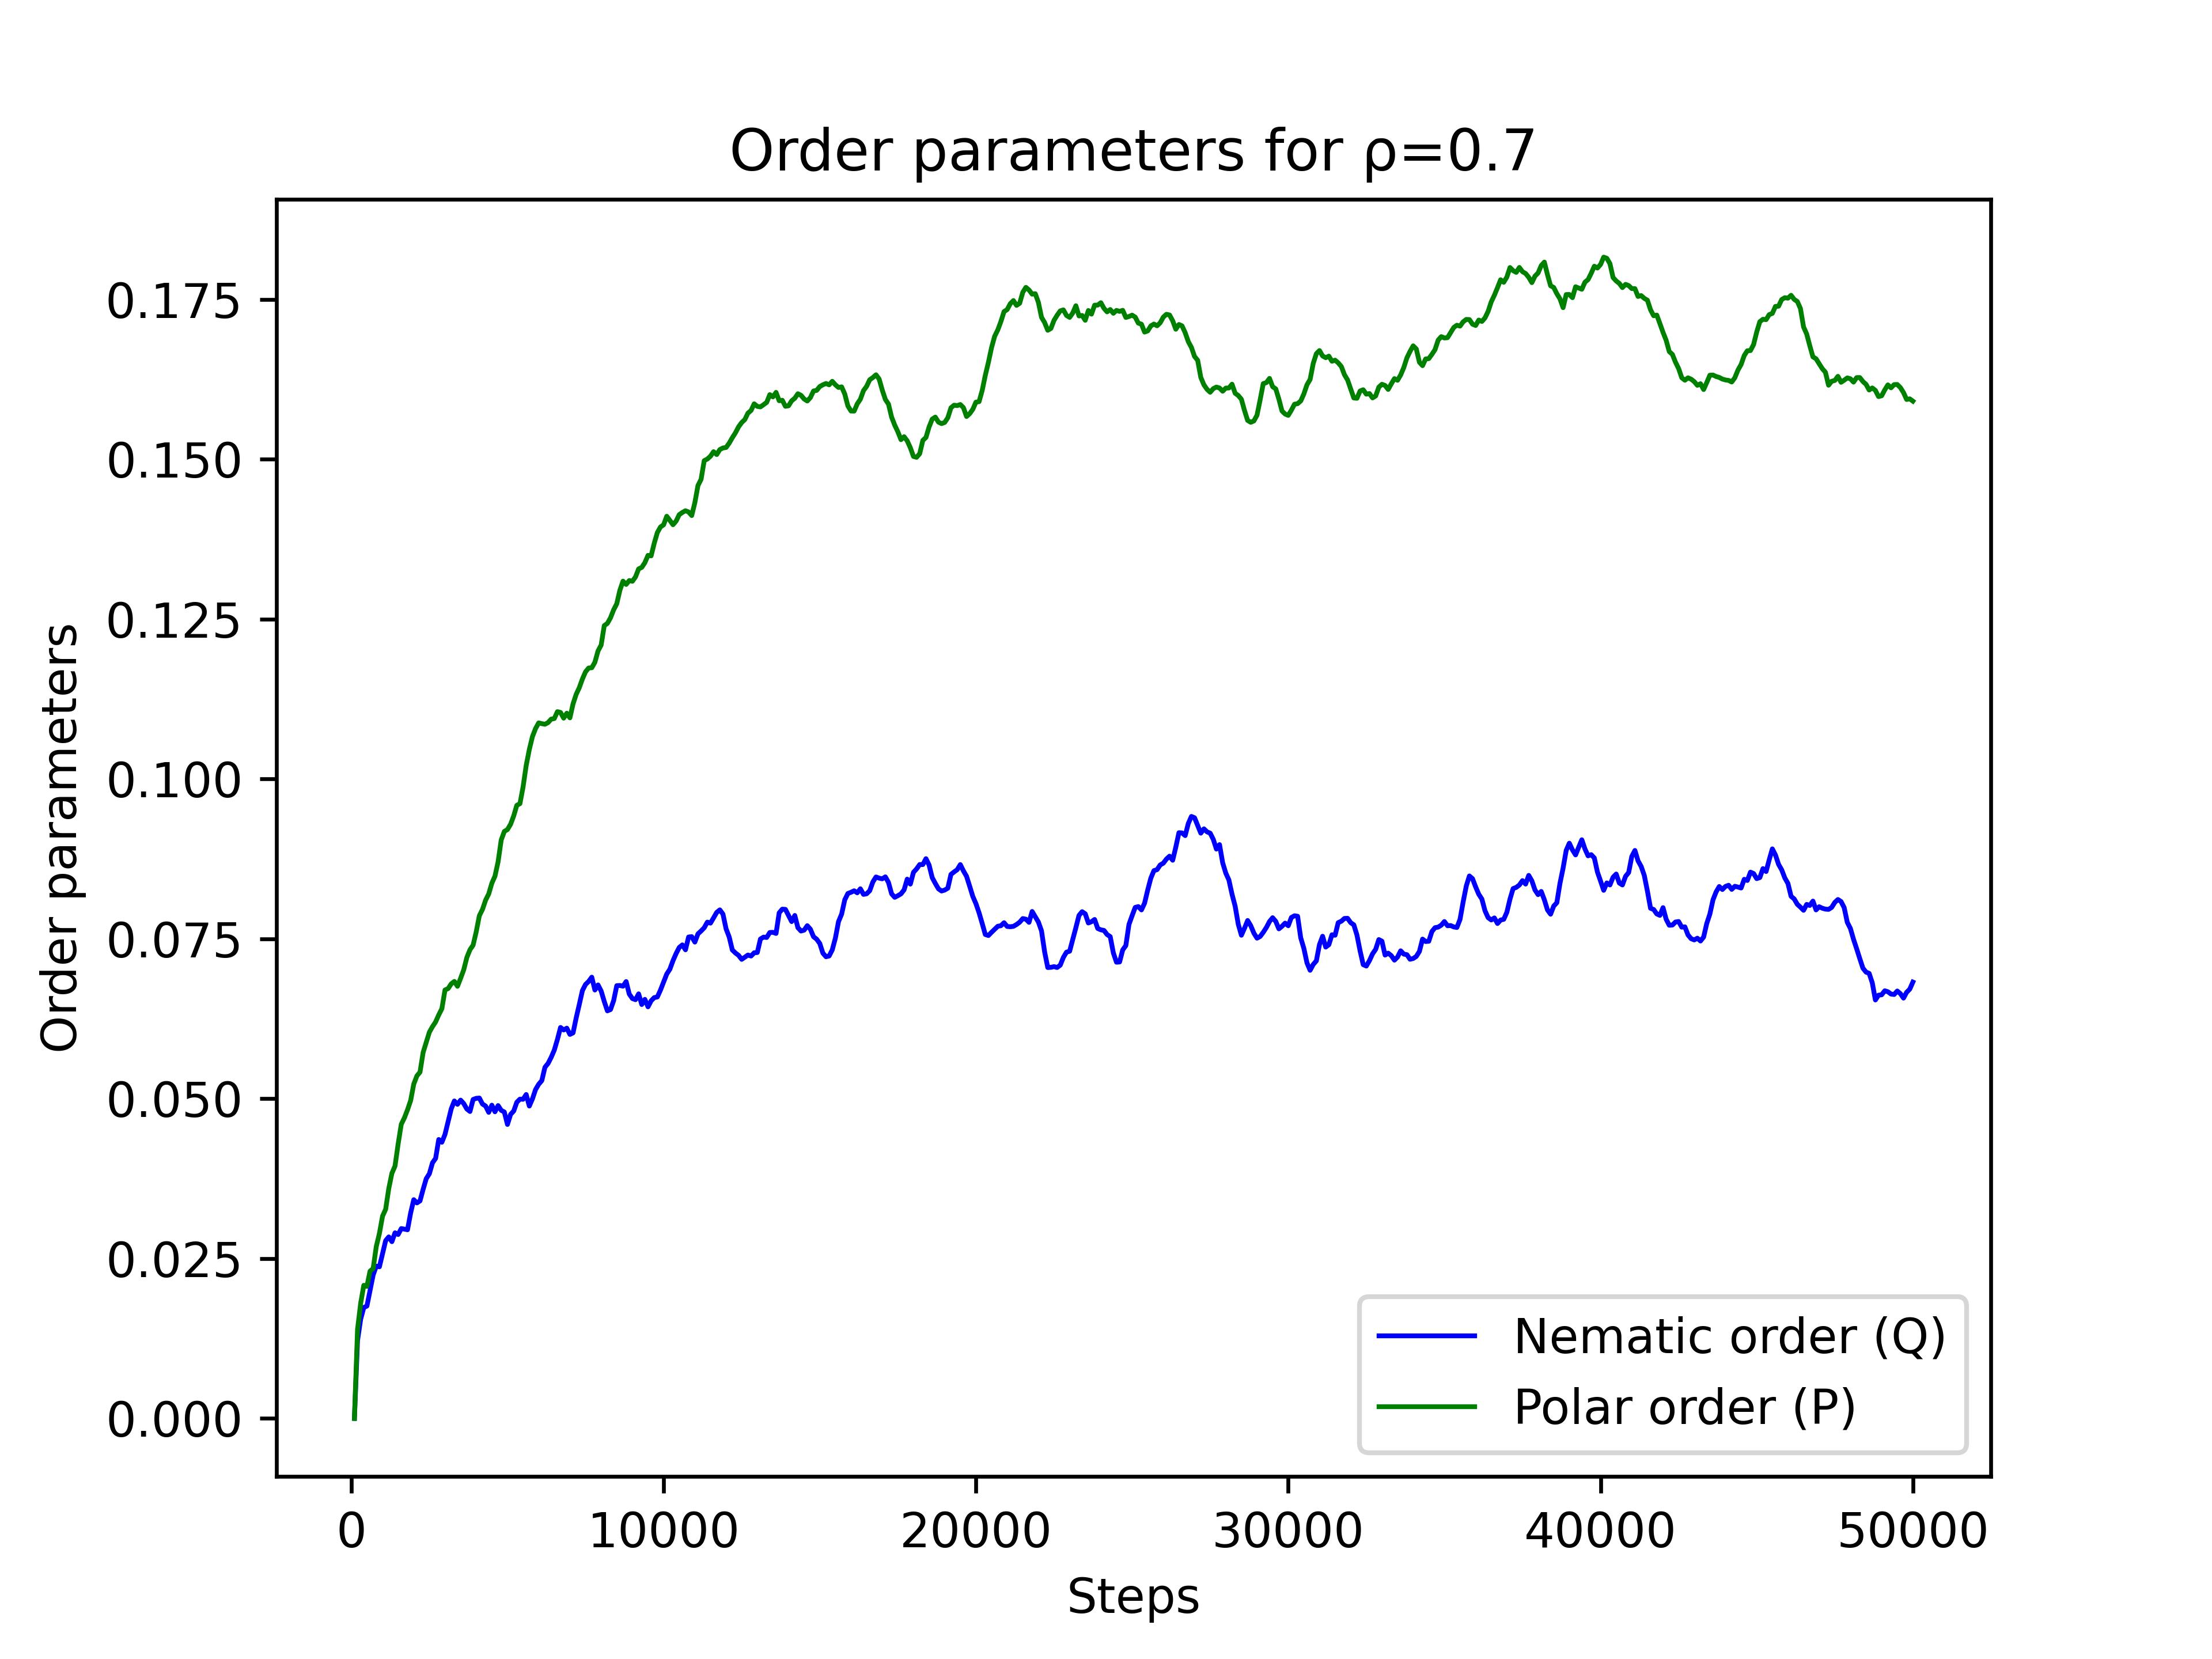 Order parameters for ρ=0.7
Order parameters
0.175
0.150
0.125
0.100
0.075
0.050
0.025
0.000
Nematic order (Q)
Polar order (P)
0 10000 20000 30000 40000 50000
Steps